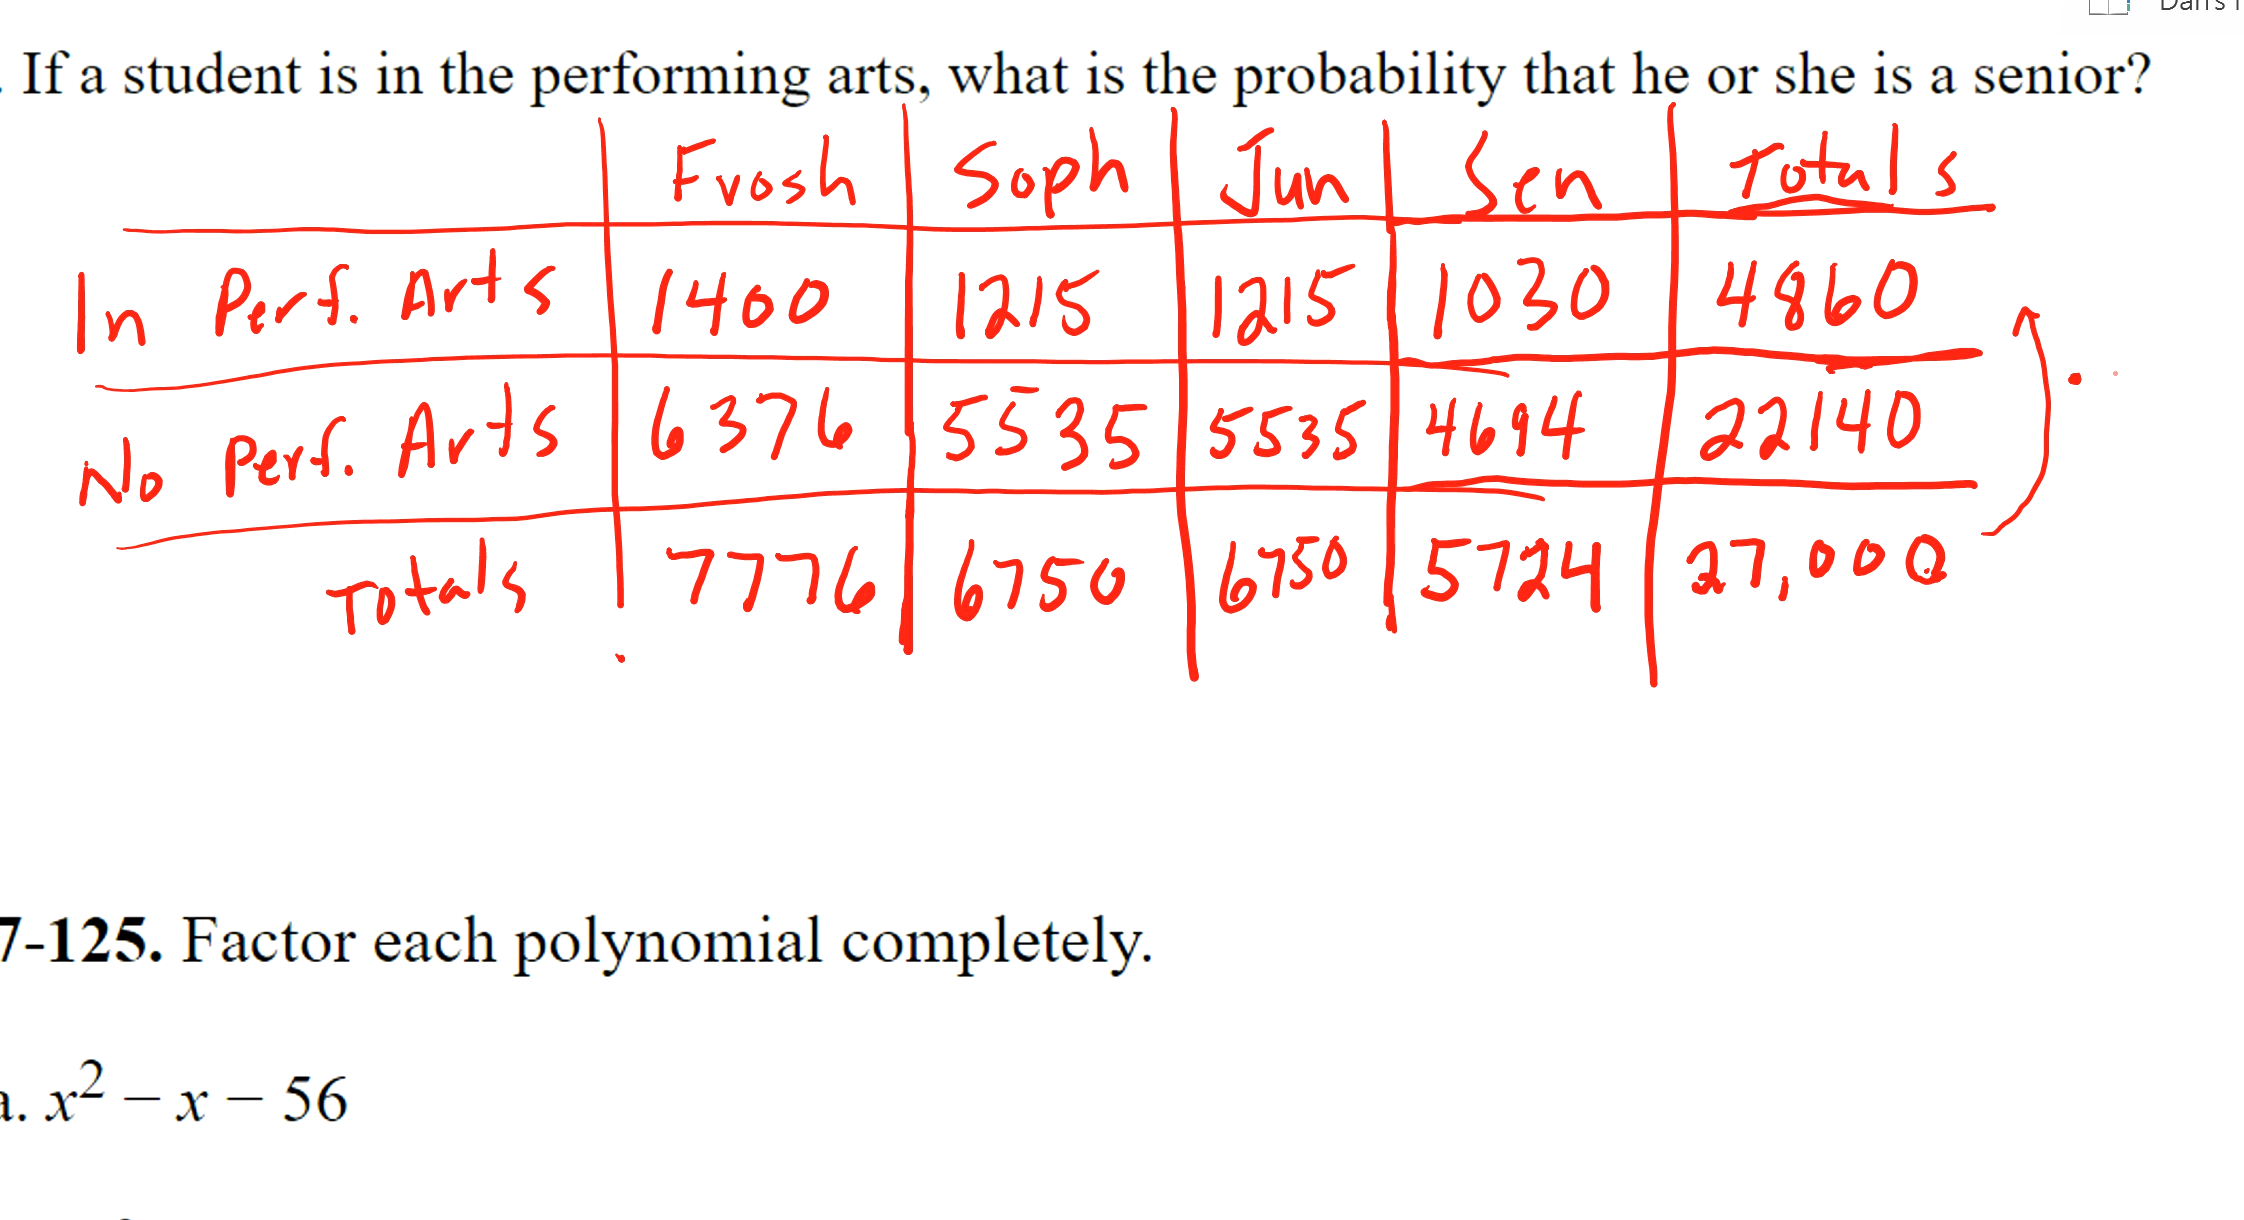 If a student is in the performing arts, what is the probability that he or she is a senior?
Frosh Soph Jun Sen Totals
In Perf. Arts 1400 1215 1215 1030 4860
No Perf. Arts 6376 5535 5535 4694 22140
Totals 7776 6750 6750 5724 27,000
7-125. Factor each polynomial completely.
a. x² – x – 56